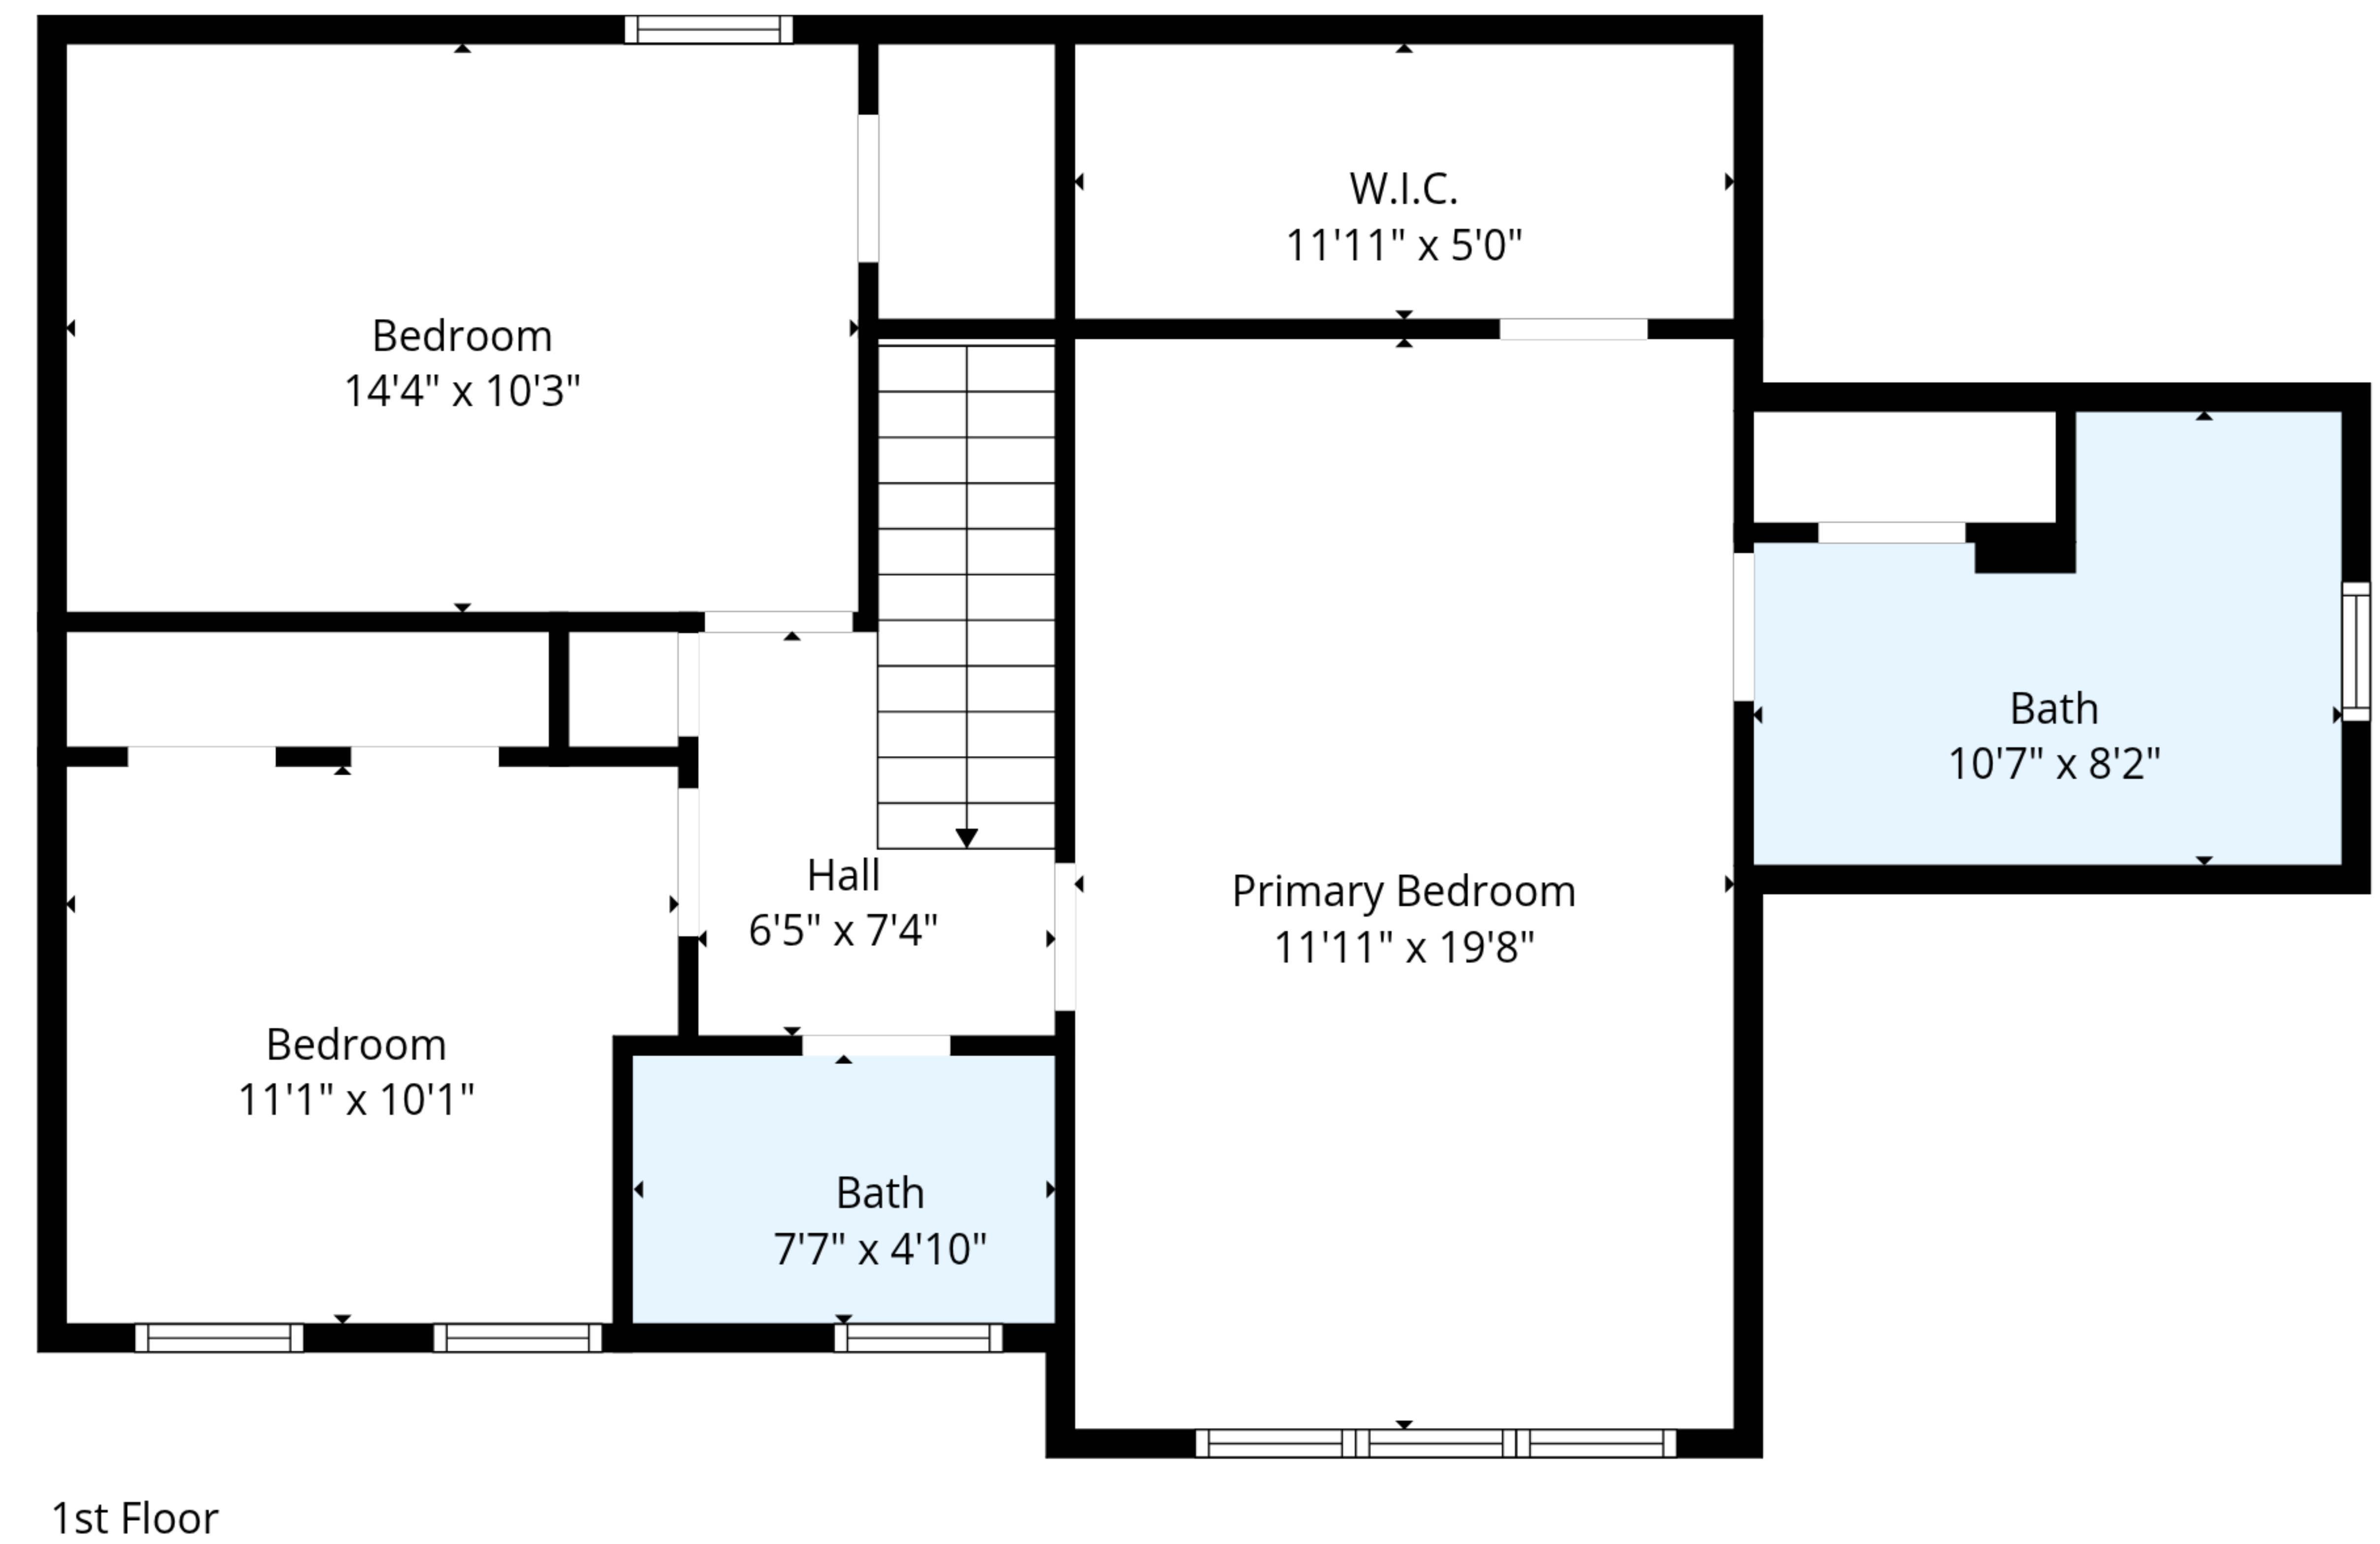 W.I.C.
11'11" x 5'0"
Bedroom
14'4" x 10'3"
Bath
10'7" x 8'2"
Hall
6'5" x 7'4"
Primary Bedroom
11'11" x 19'8"
Bedroom
11'1" x 10'1"
Bath
7'7" x 4'10"
1st Floor